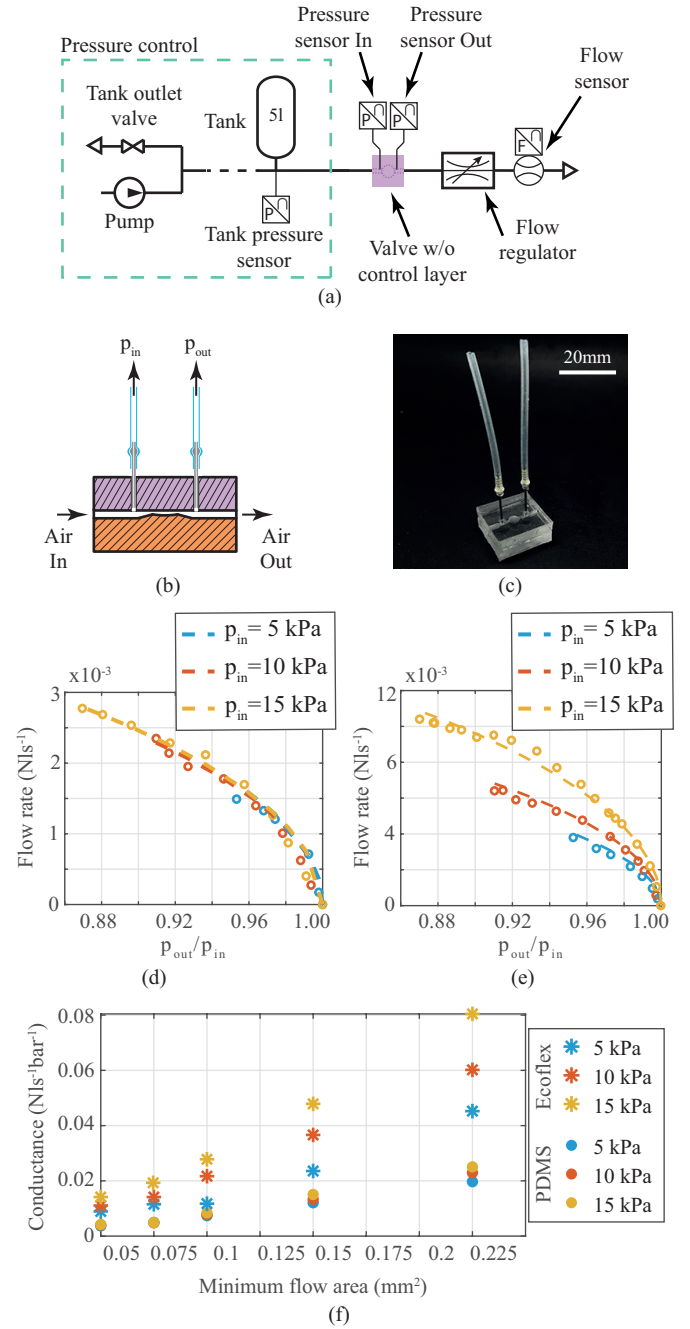 Pressure control
Pressure
sensor In
Pressure
sensor Out
Flow
sensor
Tank outlet
valve
Tank
5l
P
P
F
P
Pump
Tank pressure
sensor
Valve w/o
control layer
Flow
regulator
(a)
p_in
p_out
Air
In
Air
Out
(b)
20mm
(c)
p_in= 5 kPa
p_in=10 kPa
p_in=15 kPa
x10⁻³
Flow rate (Nls⁻¹)
3
2
1
0
0.88
0.92
0.96
1.00
p_out/p_in
(d)
p_in= 5 kPa
p_in=10 kPa
p_in=15 kPa
x10⁻³
Flow rate (Nls⁻¹)
12
8
4
0
0.88
0.92
0.96
1.00
p_out/p_in
(e)
Conductance (Nls⁻¹bar⁻¹)
0.08
0.06
0.04
0.02
0
0.05
0.075
0.1
0.125
0.15
0.175
0.2
0.225
Minimum flow area (mm²)
Ecoflex
5 kPa
10 kPa
15 kPa
PDMS
5 kPa
10 kPa
15 kPa
(f)